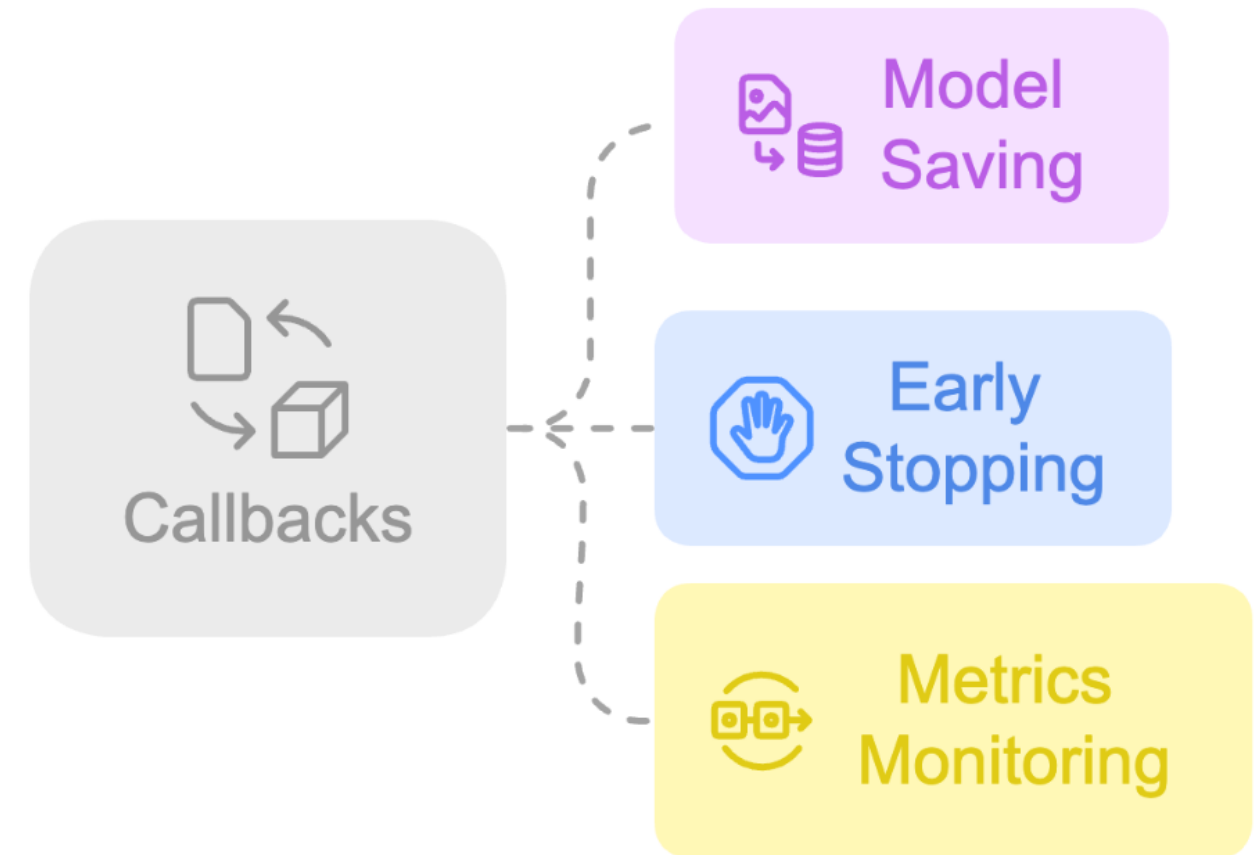 Model
Saving
Callbacks
Early
Stopping
Metrics
Monitoring